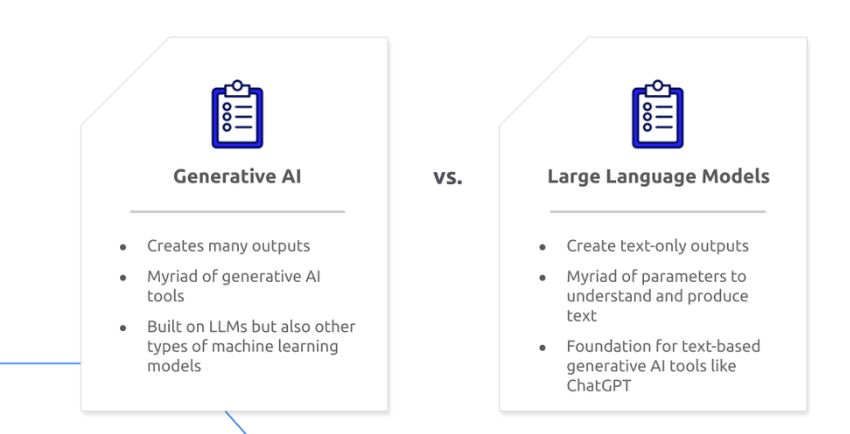 Generative AI
● Creates many outputs
● Myriad of generative AI
tools
● Built on LLMs but also other
types of machine learning
models
vs.
Large Language Models
● Create text-only outputs
● Myriad of parameters to
understand and produce
text
● Foundation for text-based
generative AI tools like
ChatGPT